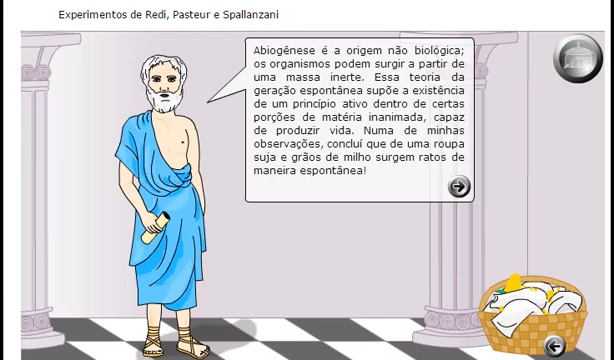 Experimentos de Redi, Pasteur e Spallanzani
Abiogênese é a origem não biológica;
os organismos podem surgir a partir de
uma massa inerte. Essa teoria da
geração espontânea supõe a existência
de um princípio ativo dentro de certas
porções de matéria inanimada, capaz
de produzir vida. Numa de minhas
observações, concluí que de uma roupa
suja e grãos de milho surgem ratos de
maneira espontânea!